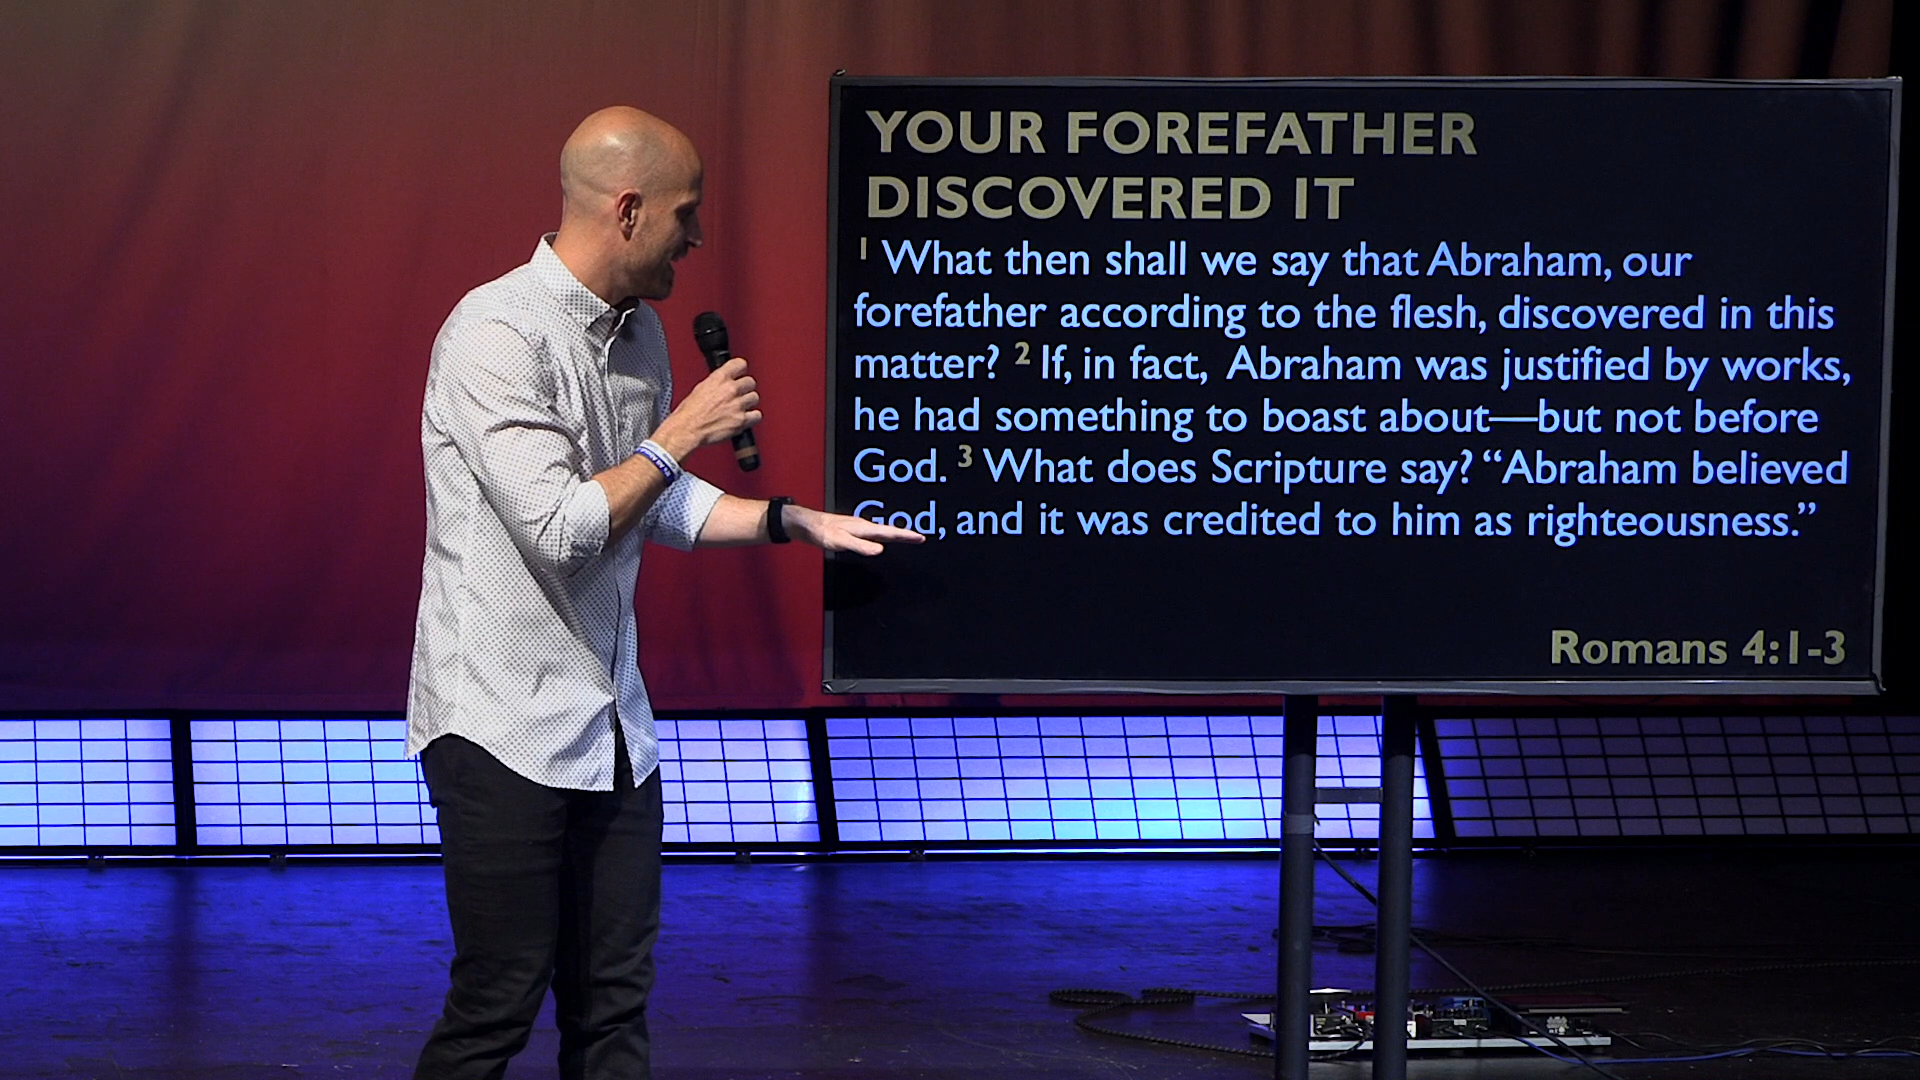 YOUR FOREFATHER
DISCOVERED IT
1 What then shall we say that Abraham, our
forefather according to the flesh, discovered in this
matter? 2 If, in fact, Abraham was justified by works,
he had something to boast about—but not before
God. 3 What does Scripture say? “Abraham believed
God, and it was credited to him as righteousness.”
Romans 4:1-3